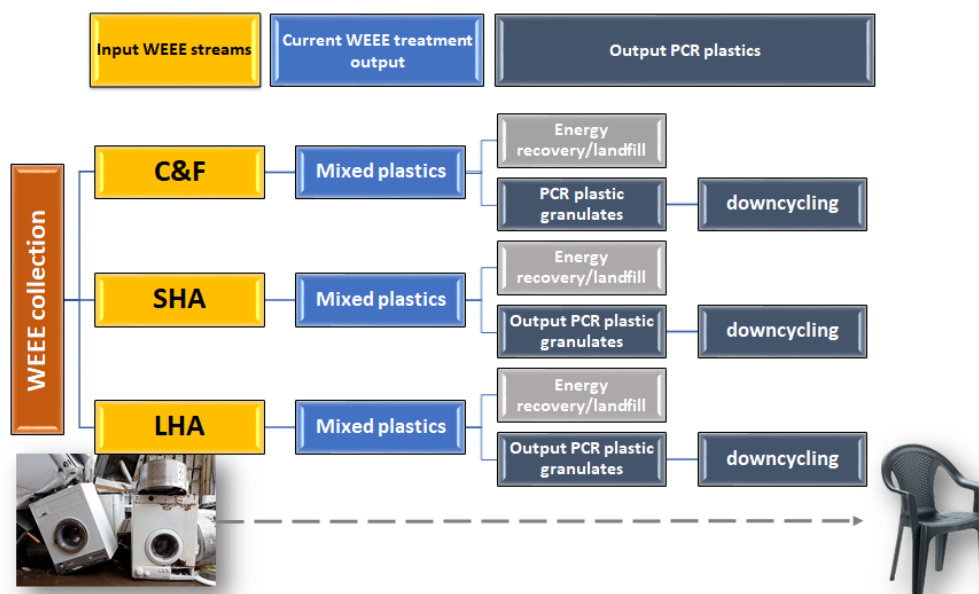 Input WEEE streams
Current WEEE treatment
output
Output PCR plastics
WEEE collection
C&F
Mixed plastics
Energy
recovery/landfill
PCR plastic
granulates
downcycling
SHA
Mixed plastics
Energy
recovery/landfill
Output PCR plastic
granulates
downcycling
LHA
Mixed plastics
Energy
recovery/landfill
Output PCR plastic
granulates
downcycling